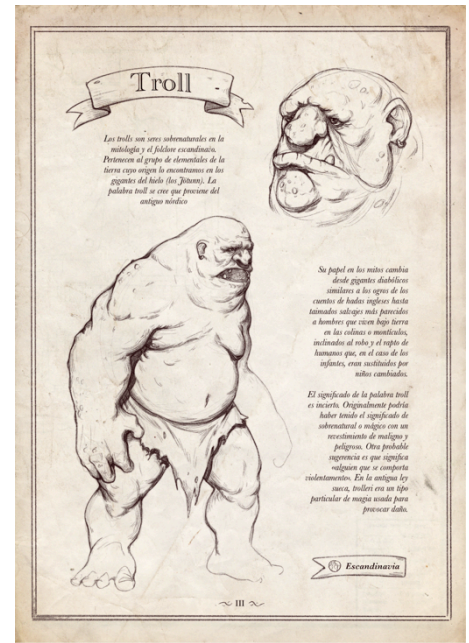 Troll
Los trolls son seres sobrenaturales en la
mitología y el folclore escandinavo.
Pertenecen al grupo de elementales de la
tierra cuyo origen lo encontramos en los
gigantes del hielo (los Jötunn). La
palabra troll se cree que proviene del
antiguo nórdico
Su papel en los mitos cambia
desde gigantes diabólicos
similares a los ogros de los
cuentos de hadas ingleses hasta
taimados salvajes más parecidos
a hombres que viven bajo tierra
en las colinas o montículos,
inclinados al robo y el rapto de
humanos que, en el caso de los
infantes, eran sustituidos por
niños cambiados.
El significado de la palabra troll
es incierto. Originalmente podría
haber tenido el significado de
sobrenatural o mágico con un
revestimiento de maligno y
peligroso. Otra probable
sugerencia es que significa
«alguien que se comporta
violentamente». En la antigua ley
sueca, trolleri era un tipo
particular de magia usada para
provocar daño.
Escandinavia
III